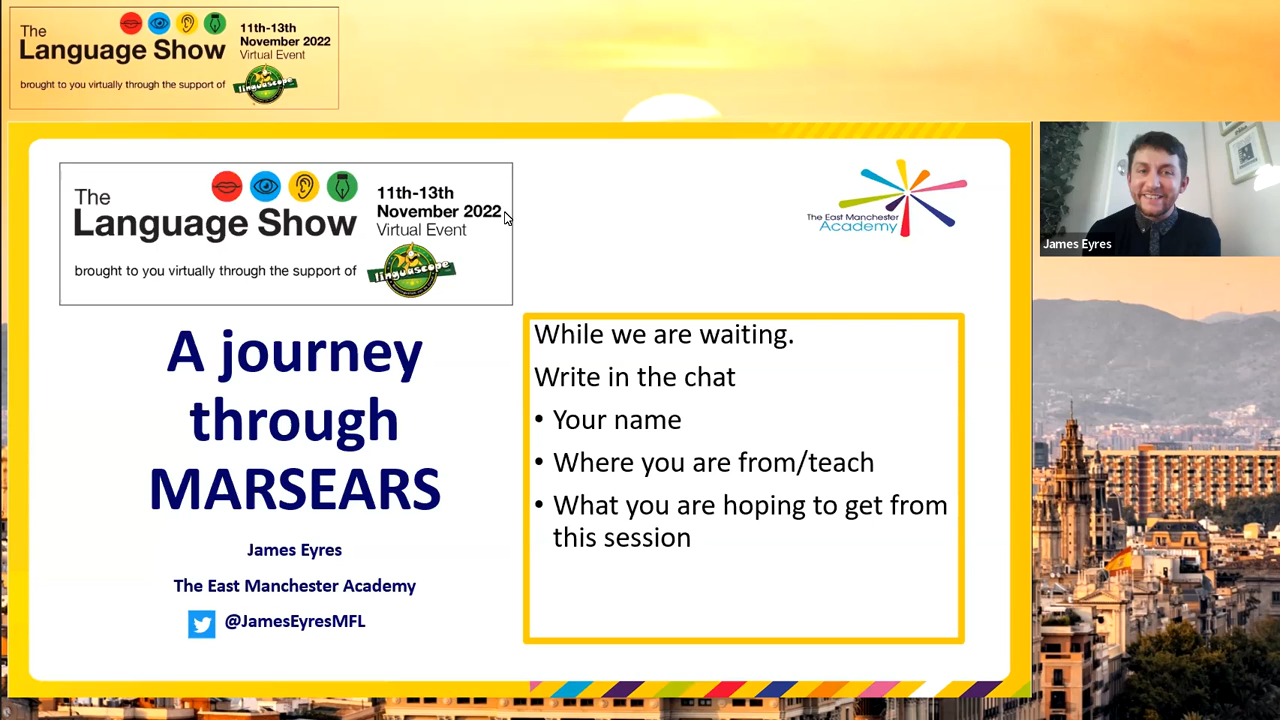 The
Language Show
11th-13th
November 2022
Virtual Event
brought to you virtually through the support of
linguascope
The
Language Show
11th-13th
November 2022
Virtual Event
brought to you virtually through the support of
linguascope
The East Manchester
Academy
James Eyres
A journey
through
MARSEARS
James Eyres
The East Manchester Academy
@JamesEyresMFL
While we are waiting.
Write in the chat
• Your name
• Where you are from/teach
• What you are hoping to get from
this session